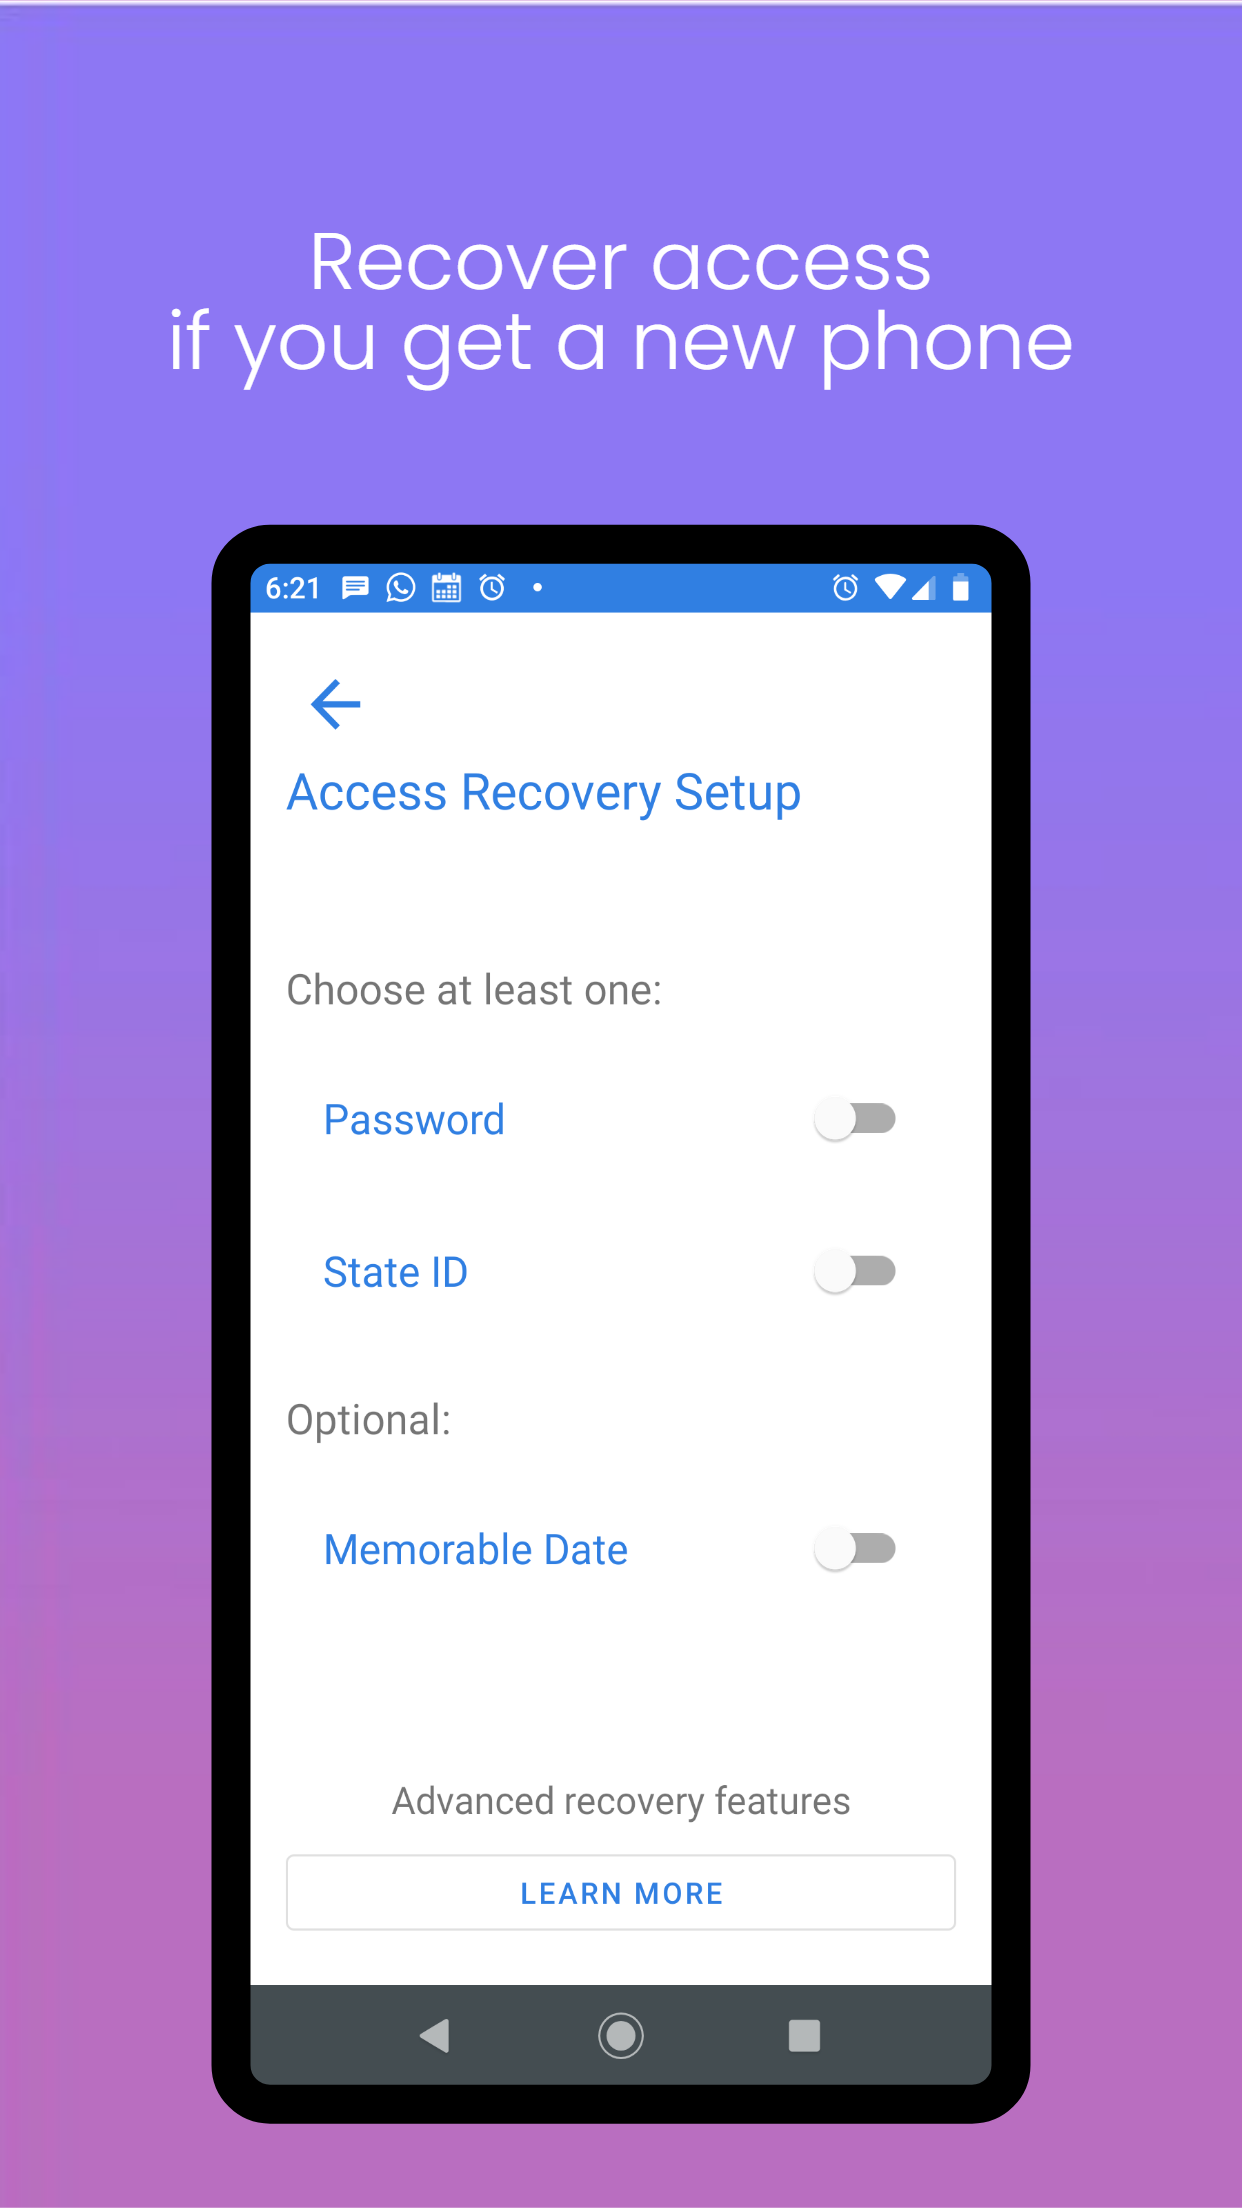 Recover access
if you get a new phone
6:21
Access Recovery Setup
Choose at least one:
Password
State ID
Optional:
Memorable Date
Advanced recovery features
LEARN MORE